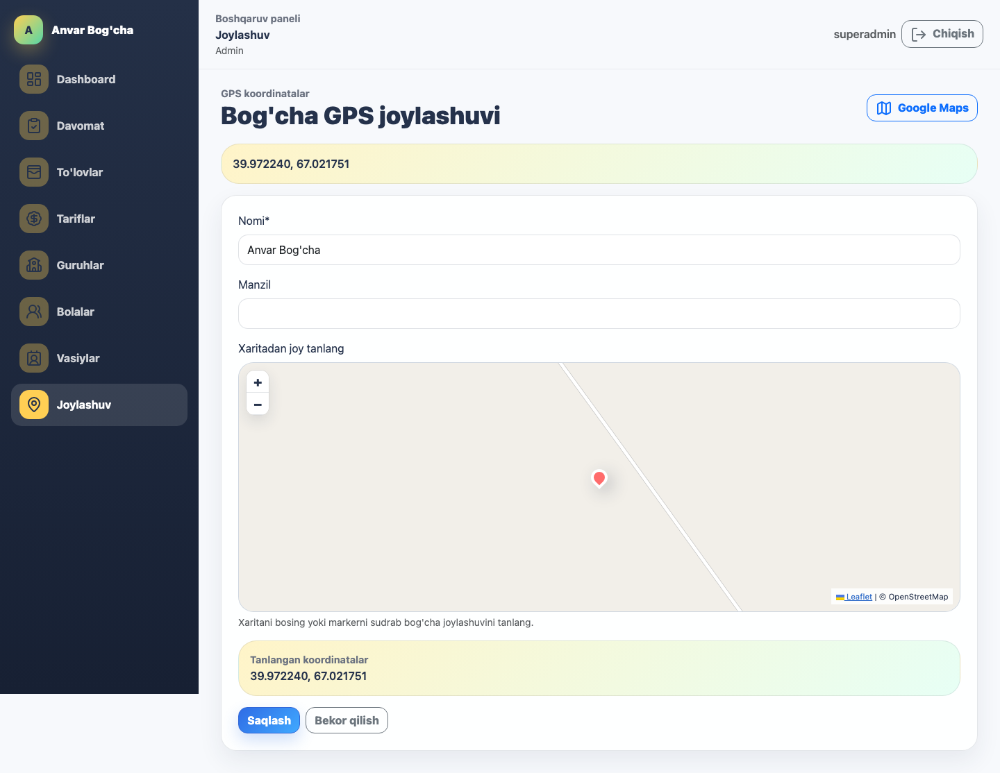 A
Anvar Bog'cha
Dashboard
Davomat
To'lovlar
Tariflar
Guruhlar
Bolalar
Vasiylar
Joylashuv
Boshqaruv paneli
Joylashuv
Admin
superadmin
Chiqish
GPS koordinatalar
Bog'cha GPS joylashuvi
Google Maps
39.972240, 67.021751
Nomi*
Anvar Bog'cha
Manzil
Xaritadan joy tanlang
+
−
Leaflet | © OpenStreetMap
Xaritani bosing yoki markerni sudrab bog'cha joylashuvini tanlang.
Tanlangan koordinatalar
39.972240, 67.021751
Saqlash
Bekor qilish